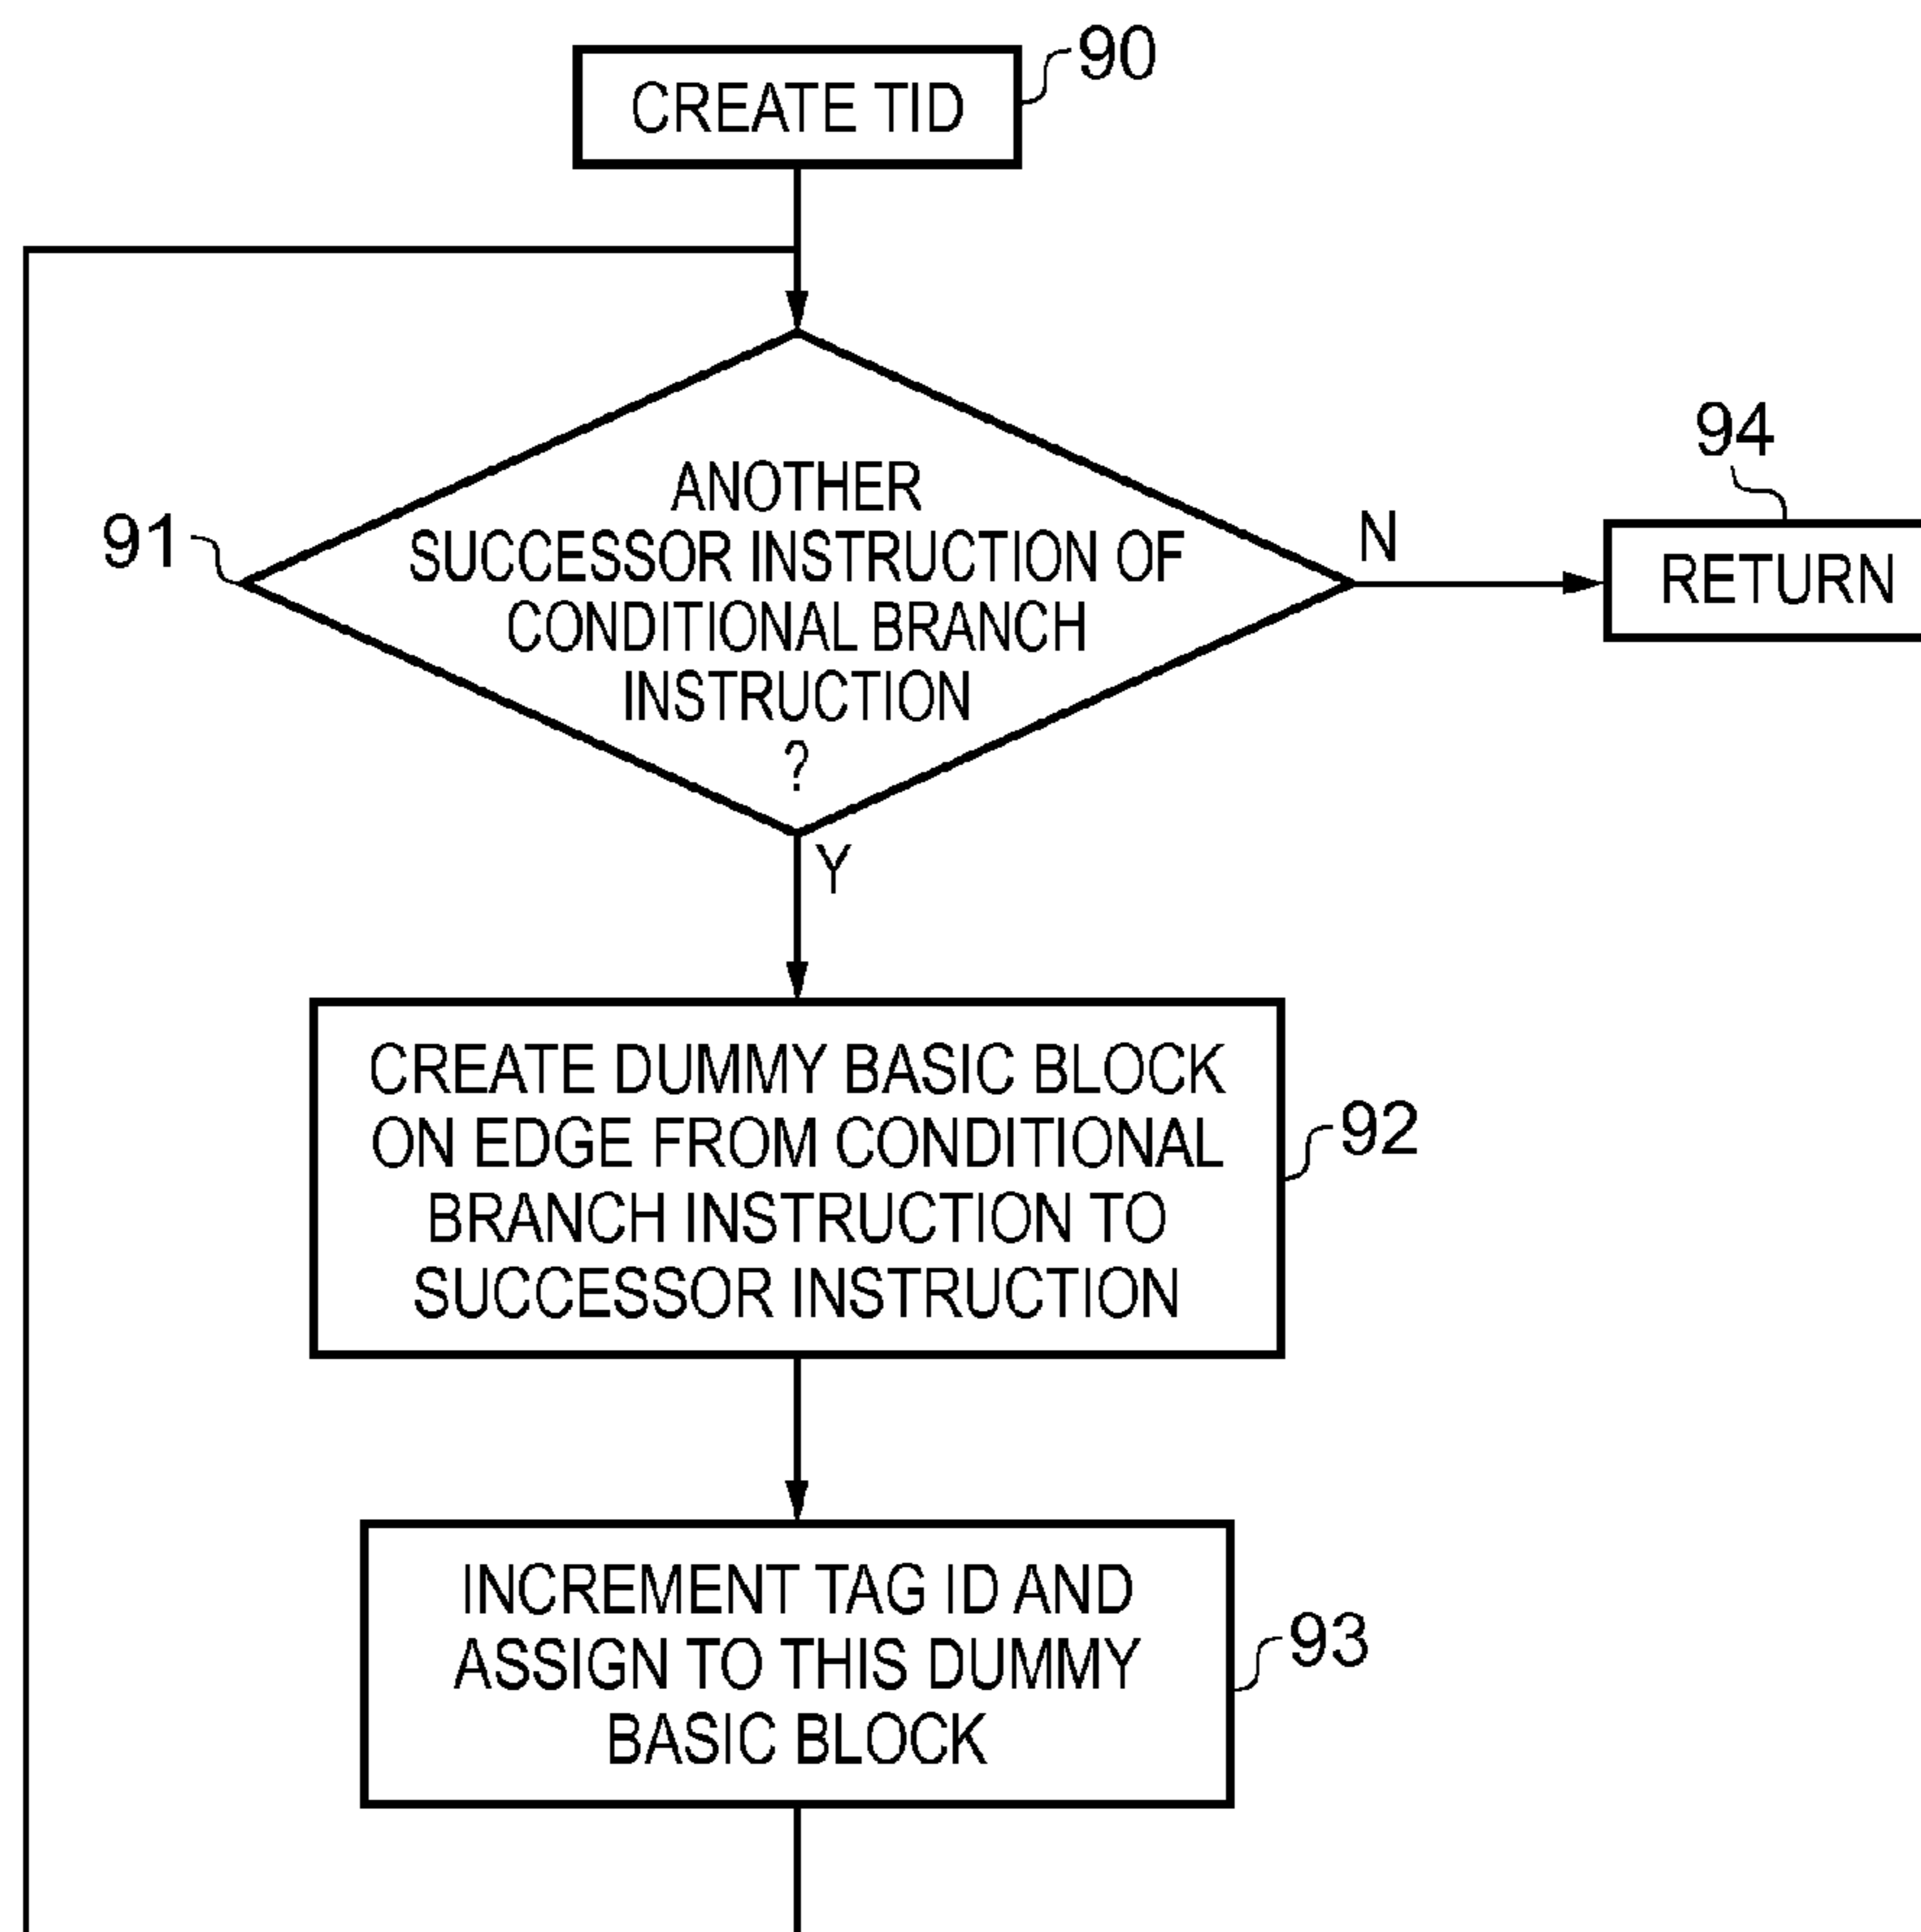 CREATE TID
90
ANOTHER
SUCCESSOR INSTRUCTION OF
CONDITIONAL BRANCH
INSTRUCTION
?
91
N
94
RETURN
Y
CREATE DUMMY BASIC BLOCK
ON EDGE FROM CONDITIONAL
BRANCH INSTRUCTION TO
SUCCESSOR INSTRUCTION
92
INCREMENT TAG ID AND
ASSIGN TO THIS DUMMY
BASIC BLOCK
93